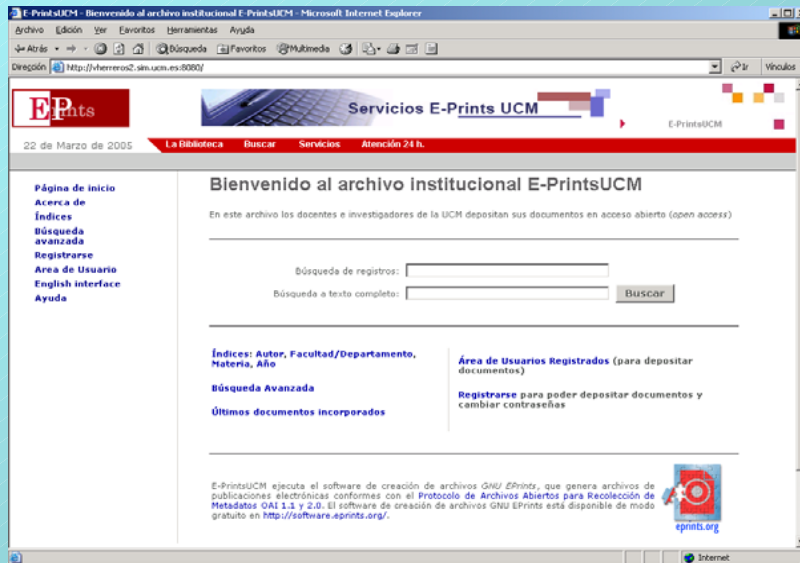 E-PrintsUCM - Bienvenido al archivo institucional E-PrintsUCM - Microsoft Internet Explorer
Archivo Edición Ver Favoritos Herramientas Ayuda
Atrás Búsqueda Favoritos Multimedia
Dirección http://vherreros2.sim.ucm.es:8080/ Ir Vínculos
EPrints
Servicios E-Prints UCM
E-PrintsUCM
22 de Marzo de 2005 La Biblioteca Buscar Servicios Atención 24 h.
Página de inicio
Acerca de
Índices
Búsqueda
avanzada
Registrarse
Area de Usuario
English interface
Ayuda
Bienvenido al archivo institucional E-PrintsUCM
En este archivo los docentes e investigadores de la UCM depositan sus documentos en acceso abierto (open access)
Búsqueda de registros:
Búsqueda a texto completo: Buscar
Índices: Autor, Facultad/Departamento,
Materia, Año
Búsqueda Avanzada
Últimos documentos incorporados
Área de Usuarios Registrados (para depositar
documentos)
Registrarse para poder depositar documentos y
cambiar contraseñas
E-PrintsUCM ejecuta el software de creación de archivos GNU EPrints, que genera archivos de
publicaciones electrónicas conformes con el Protocolo de Archivos Abiertos para Recolección de
Metadatos OAI 1.1 y 2.0. El software de creación de archivos GNU EPrints está disponible de modo
gratuito en http://software.eprints.org/.
eprints.org
Internet